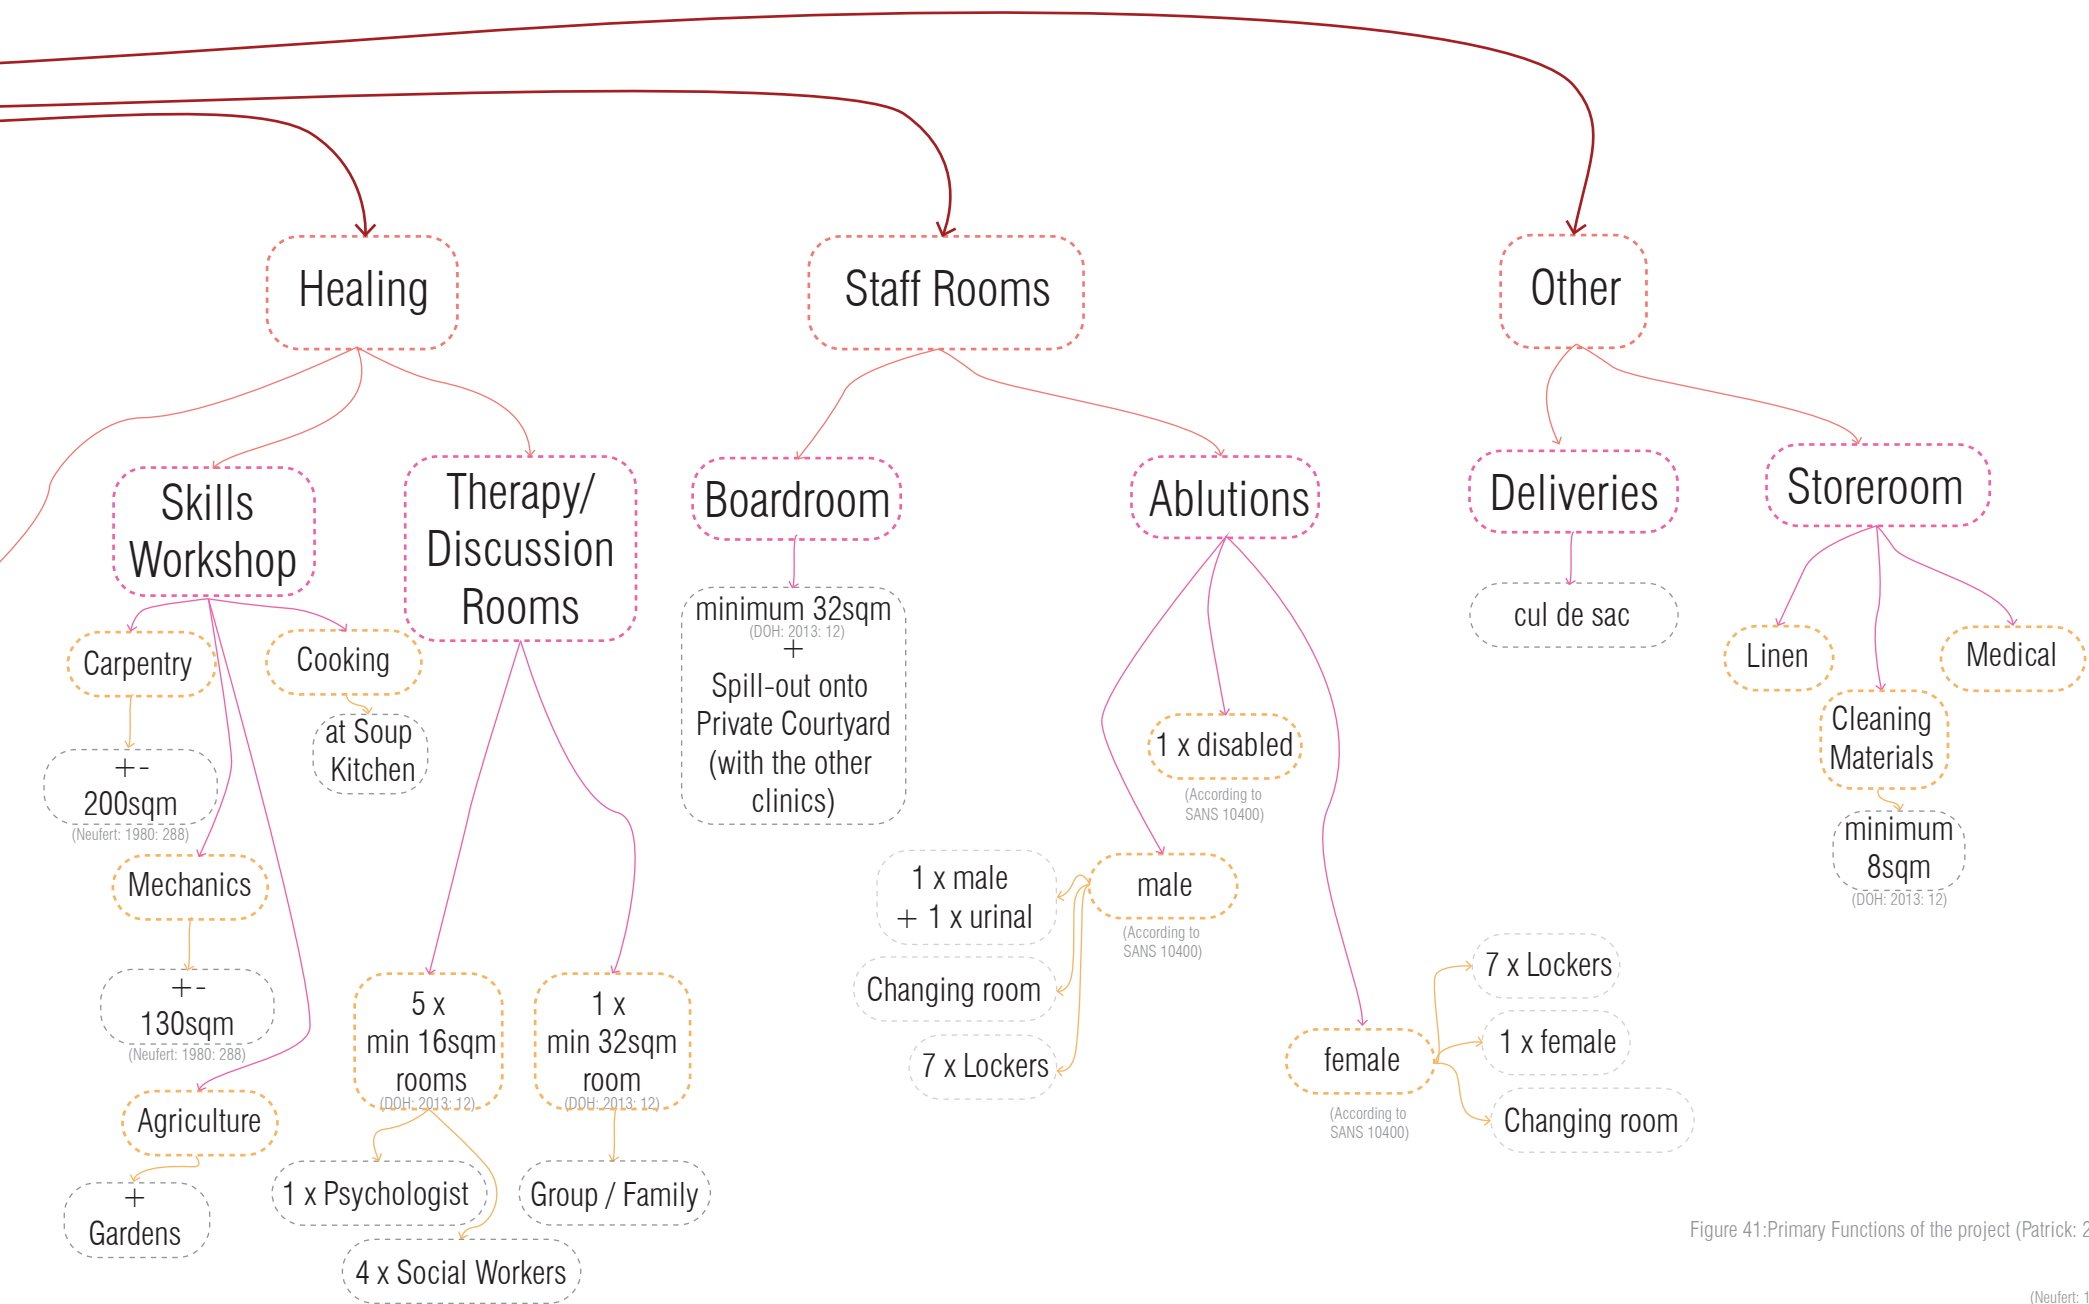 Healing
Staff Rooms
Other
Skills
Workshop
Therapy/
Discussion
Rooms
Boardroom
Ablutions
Deliveries
Storeroom
Carpentry
+-
200sqm
(Neufert: 1980: 288)
Cooking
at Soup
Kitchen
Mechanics
+-
130sqm
(Neufert: 1980: 288)
Agriculture
+
Gardens
5 x
min 16sqm
rooms
(DOH: 2013: 12)
1 x Psychologist
4 x Social Workers
1 x
min 32sqm
room
(DOH: 2013: 12)
Group / Family
minimum 32sqm
(DOH: 2013: 12)
+
Spill-out onto
Private Courtyard
(with the other
clinics)
1 x disabled
(According to
SANS 10400)
male
(According to
SANS 10400)
1 x male
+ 1 x urinal
Changing room
7 x Lockers
female
(According to
SANS 10400)
7 x Lockers
1 x female
Changing room
cul de sac
Linen
Cleaning
Materials
minimum
8sqm
(DOH: 2013: 12)
Medical
Figure 41:Primary Functions of the project (Patrick: 2
(Neufert: 1